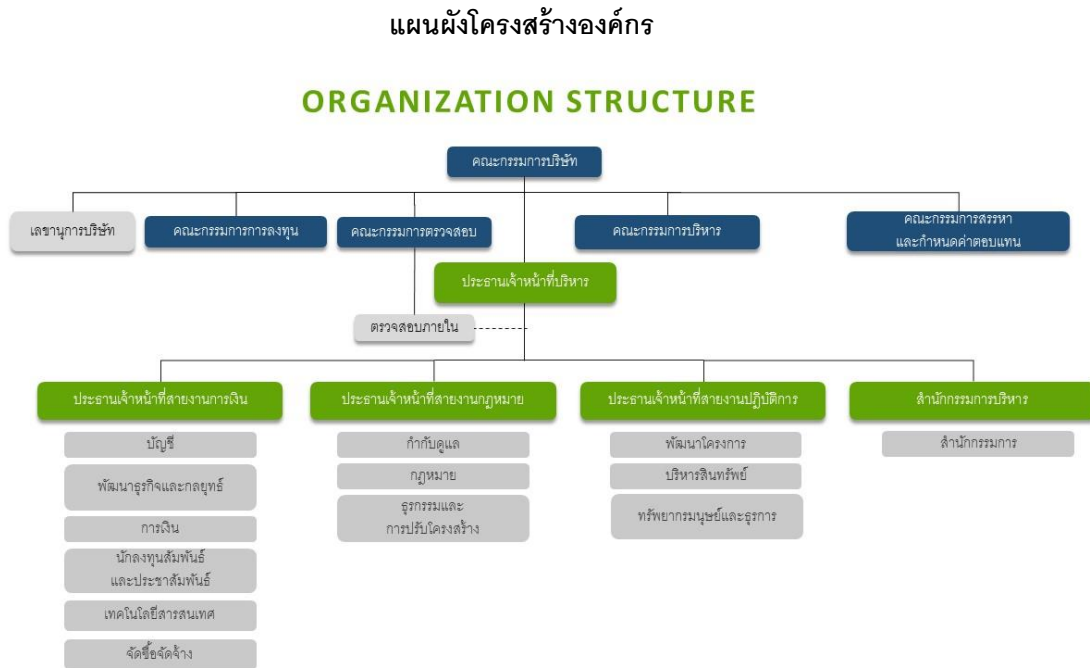 แผนผังโครงสร้างองค์กร
ORGANIZATION STRUCTURE
คณะกรรมการบริษัท
เลขานุการบริษัท
คณะกรรมการการลงทุน
คณะกรรมการตรวจสอบ
คณะกรรมการบริหาร
คณะกรรมการสรรหา
และกำหนดค่าตอบแทน
ประธานเจ้าหน้าที่บริหาร
ตรวจสอบภายใน
ประธานเจ้าหน้าที่สายงานการเงิน
บัญชี
พัฒนาธุรกิจและกลยุทธ์
การเงิน
นักลงทุนสัมพันธ์
และประชาสัมพันธ์
เทคโนโลยีสารสนเทศ
จัดซื้อจัดจ้าง
ประธานเจ้าหน้าที่สายงานกฎหมาย
กำกับดูแล
กฎหมาย
ธุรกรรมและ
การปรับโครงสร้าง
ประธานเจ้าหน้าที่สายงานปฏิบัติการ
พัฒนาโครงการ
บริหารสินทรัพย์
ทรัพยากรมนุษย์และธุรการ
สำนักกรรมการบริหาร
สำนักกรรมการ